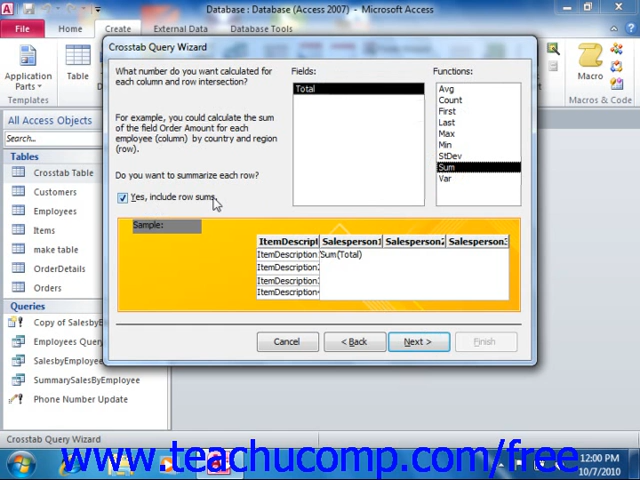 Database : Database (Access 2007) - Microsoft Access
File Home Create External Data Database Tools
Application Parts
Table
Macro
Templates
Macros & Code
Crosstab Query Wizard
What number do you want calculated for each column and row intersection?
For example, you could calculate the sum of the field Order Amount for each employee (column) by country and region (row).
Do you want to summarize each row?
Yes, include row sums.
Fields:
Total
Functions:
Avg
Count
First
Last
Max
Min
StDev
Sum
Var
Sample:
ItemDescript Salesperson1 Salesperson2 Salesperson3
ItemDescription Sum(Total)
ItemDescription2
ItemDescription3
ItemDescription4
Cancel < Back Next > Finish
All Access Objects
Search...
Tables
Crosstab Table
Customers
Employees
Items
make table
OrderDetails
Orders
Queries
Copy of SalesbyE
Employees Query
SalesbyEmployee
SummarySalesByEmployee
Phone Number Update
Crosstab Query Wizard
www.teachucomp.com/free
12:00 PM
10/7/2010